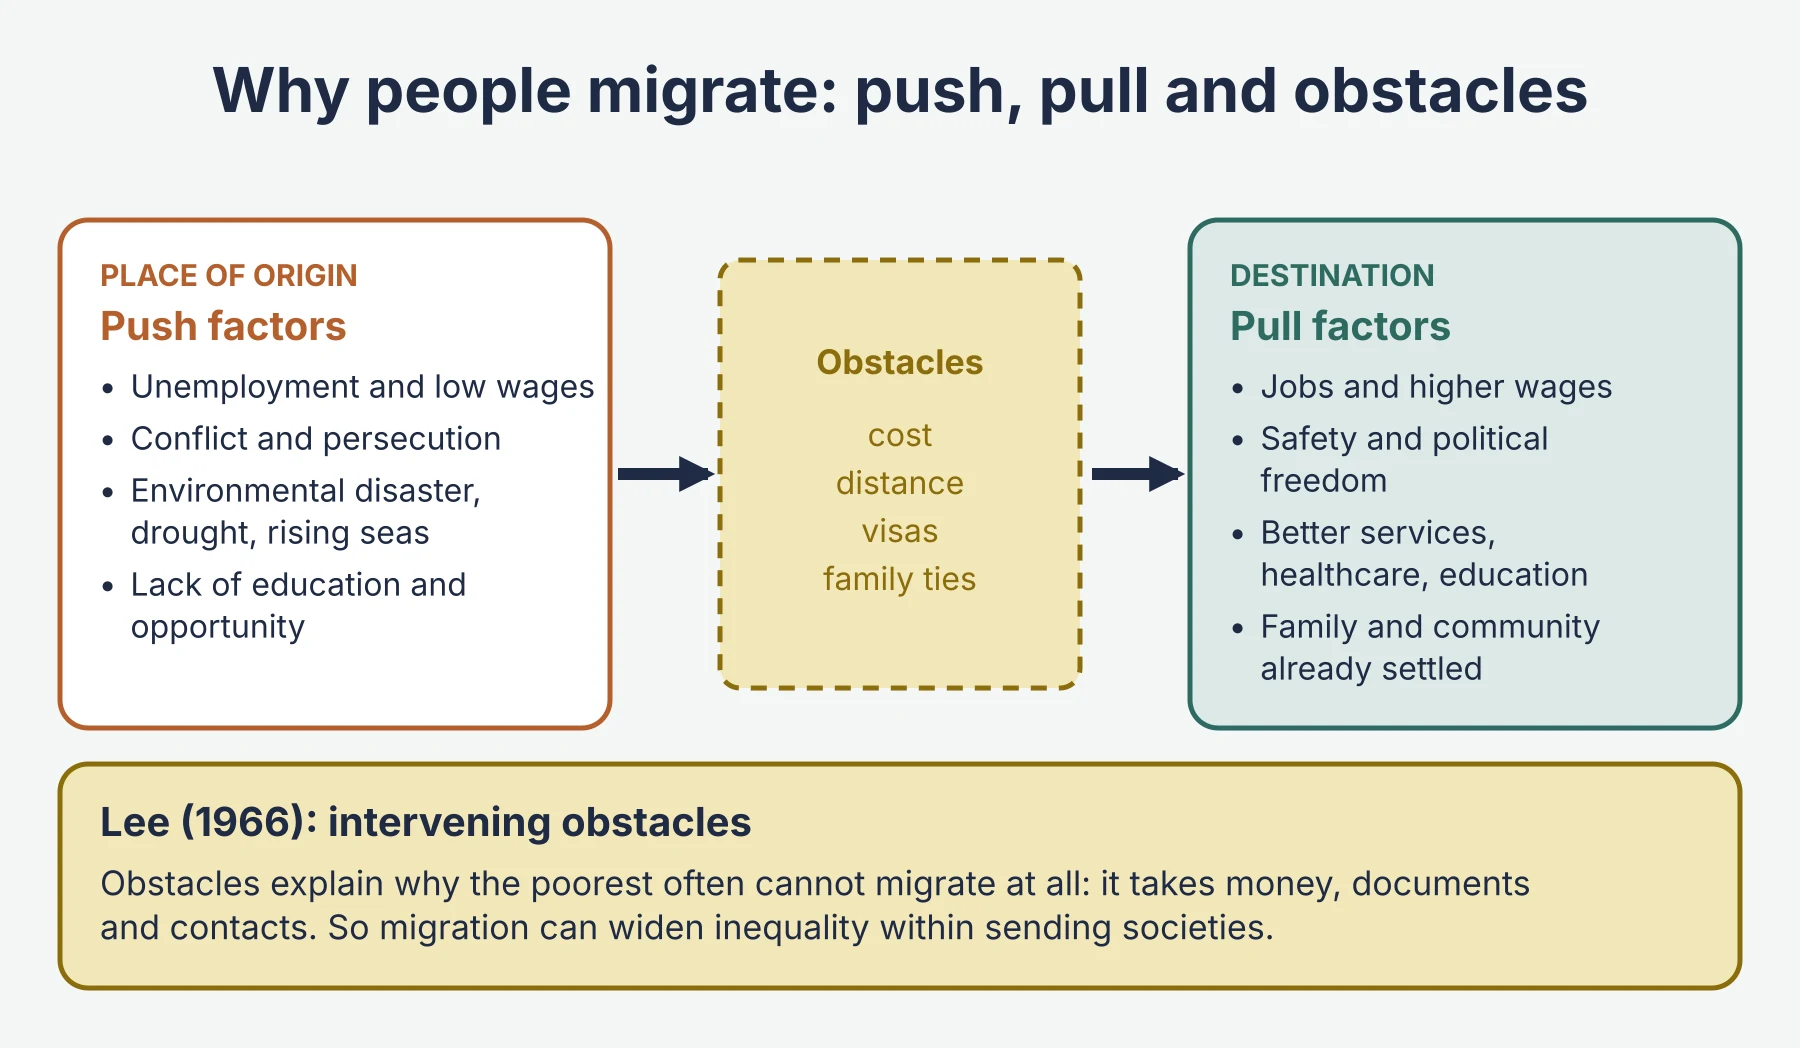 Why people migrate: push, pull and obstacles
PLACE OF ORIGIN
Push factors
• Unemployment and low wages
• Conflict and persecution
• Environmental disaster,
drought, rising seas
• Lack of education and
opportunity
Obstacles
cost
distance
visas
family ties
DESTINATION
Pull factors
• Jobs and higher wages
• Safety and political
freedom
• Better services,
healthcare, education
• Family and community
already settled
Lee (1966): intervening obstacles
Obstacles explain why the poorest often cannot migrate at all: it takes money, documents
and contacts. So migration can widen inequality within sending societies.